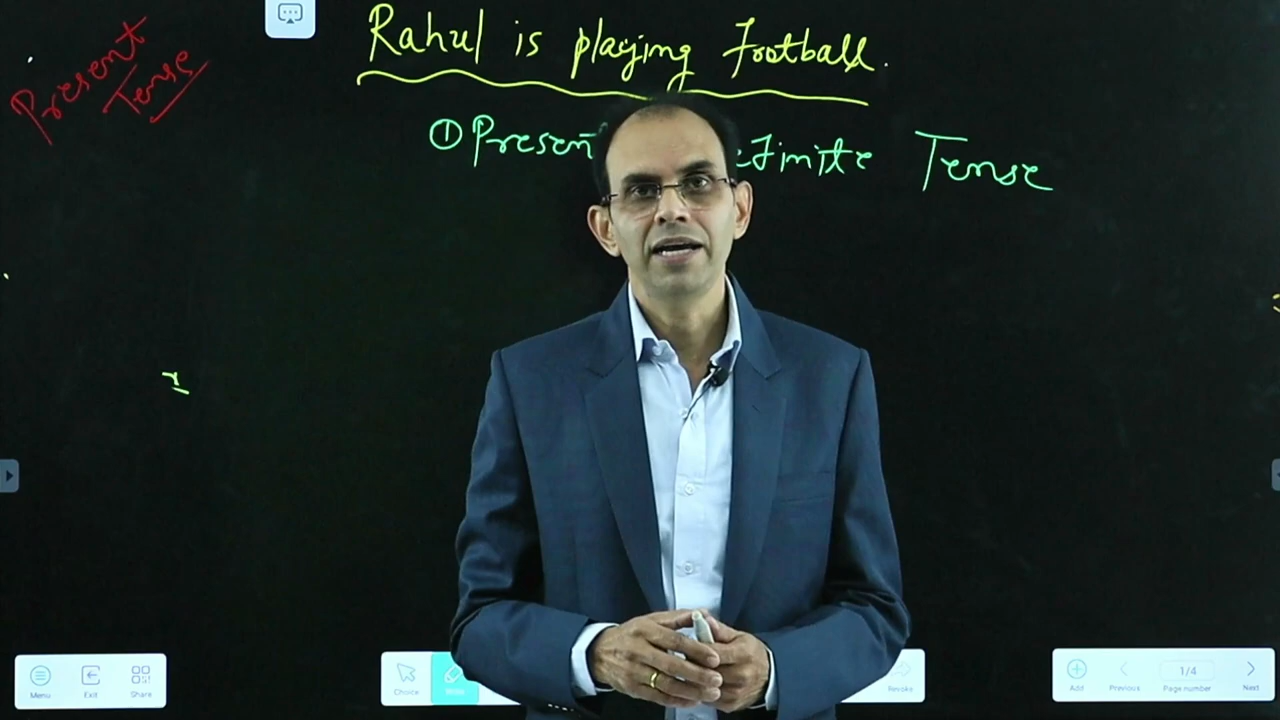 Rahul is playing Football.
Present
Tense
① Presen efinite Tense
Menu
Exit
Share
Choice
Write
Revoke
Add
Previous
1/4
Page number
Next